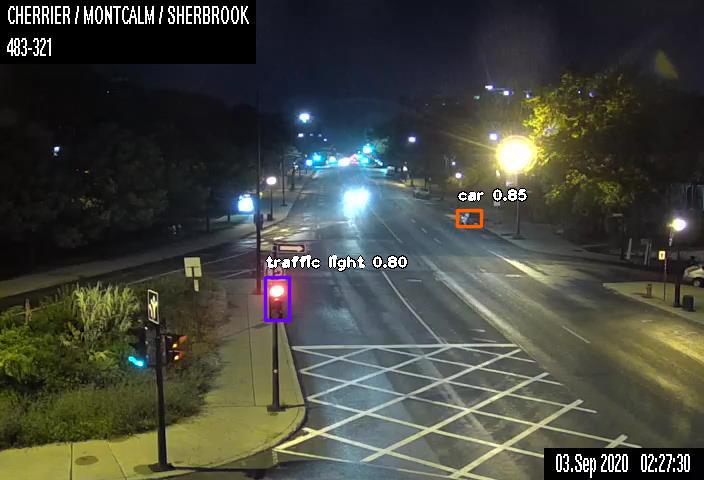 CHERRIER / MONTCALM / SHERBROOK
483-321
car 0.85
traffic light 0.80
03.Sep 2020 02:27:30